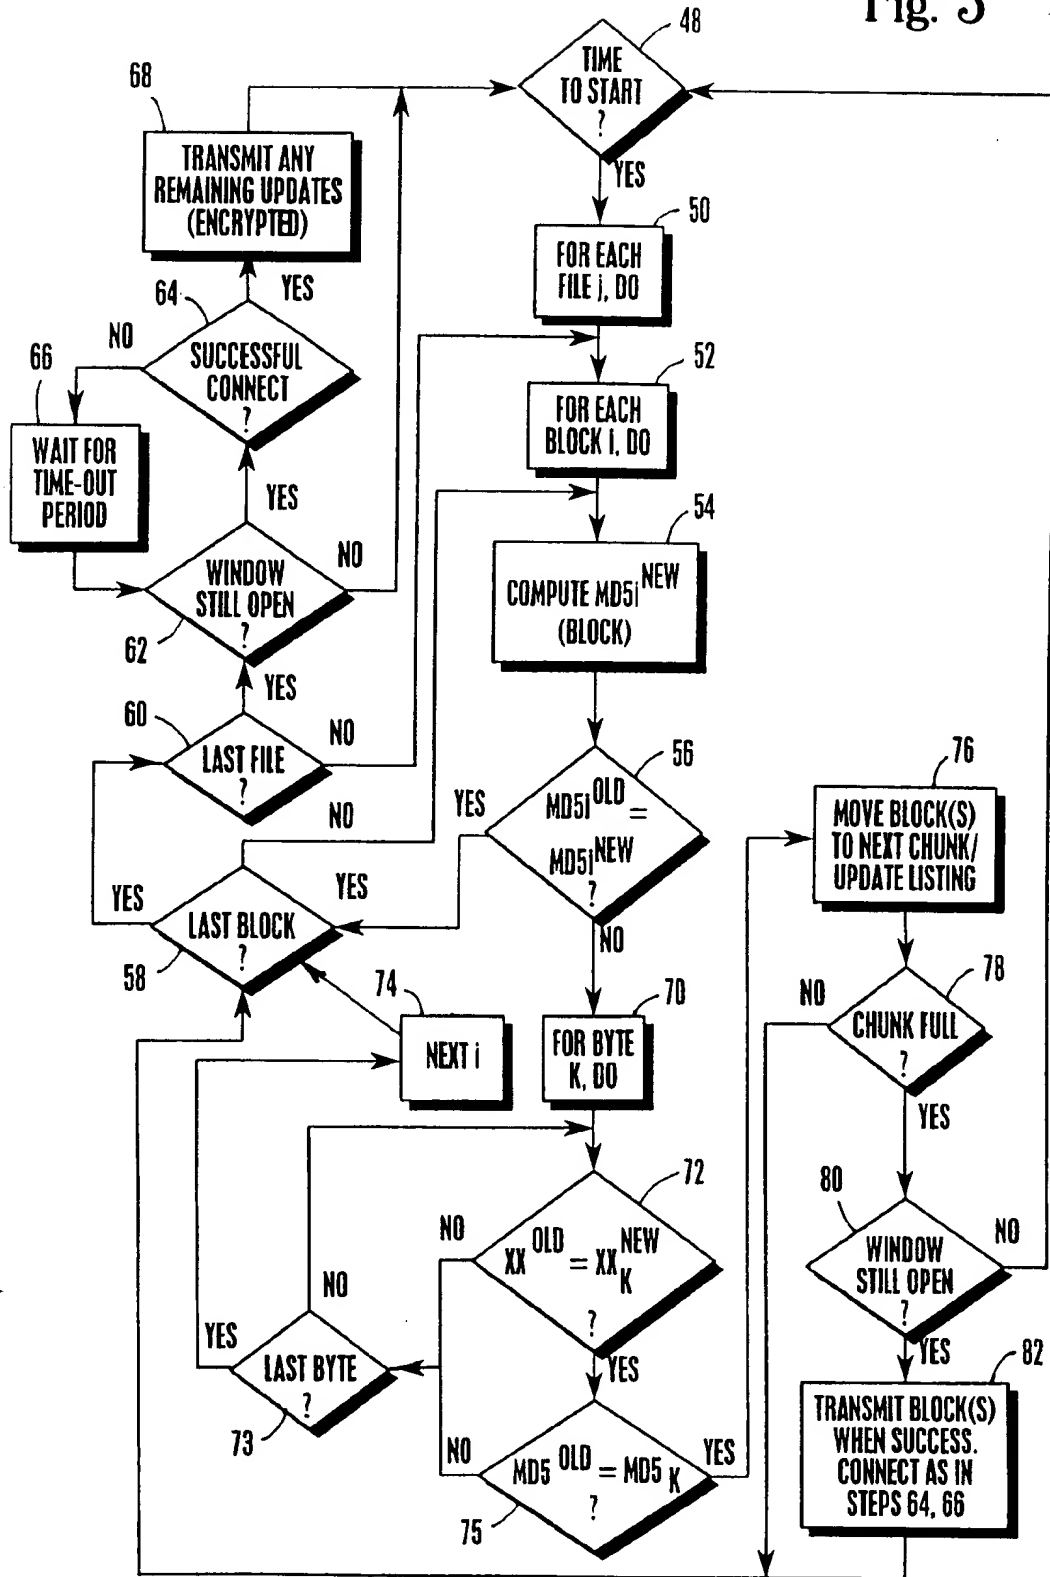 Fig. 3
48
TIME
TO START
?
YES
68
TRANSMIT ANY
REMAINING UPDATES
(ENCRYPTED)
50
FOR EACH
FILE j, DO
YES
64
NO
SUCCESSFUL
CONNECT
?
66
WAIT FOR
TIME-OUT
PERIOD
52
FOR EACH
BLOCK i, DO
YES
NO
WINDOW
STILL OPEN
?
62
54
COMPUTE MD5i NEW
(BLOCK)
YES
60
NO
LAST FILE
?
56
YES
MD5i OLD =
MD5i NEW
?
NO
NO
YES
YES
LAST BLOCK
?
58
76
MOVE BLOCK(S)
TO NEXT CHUNK/
UPDATE LISTING
74
NEXT i
70
FOR BYTE
K, DO
78
NO
CHUNK FULL
?
YES
72
NO
XX OLD = XX NEW K
?
YES
NO
YES
LAST BYTE
?
73
80
NO
WINDOW
STILL OPEN
?
YES
NO
YES
MD5 OLD = MD5 K
?
75
82
TRANSMIT BLOCK(S)
WHEN SUCCESS.
CONNECT AS IN
STEPS 64, 66